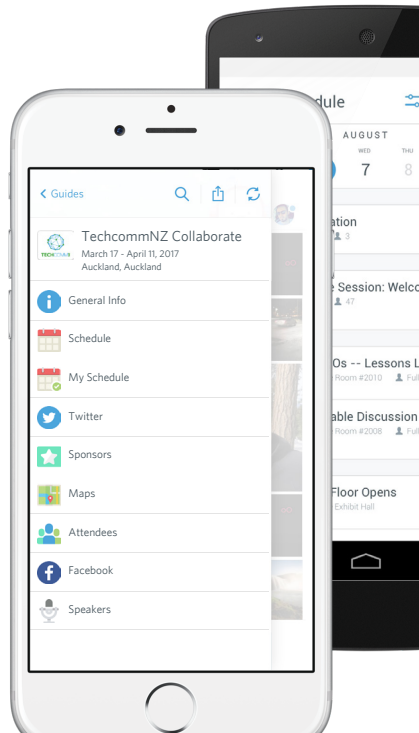 Guides
TechcommNZ Collaborate
March 17 - April 11, 2017
Auckland, Auckland
General Info
Schedule
My Schedule
Twitter
Sponsors
Maps
Attendees
Facebook
Speakers
dule
AUGUST
WED
THU
7
8
ation
3
Session: Welco
47
Os -- Lessons L
Room #2010 Full
able Discussion
Room #2008 Full
Floor Opens
Exhibit Hall